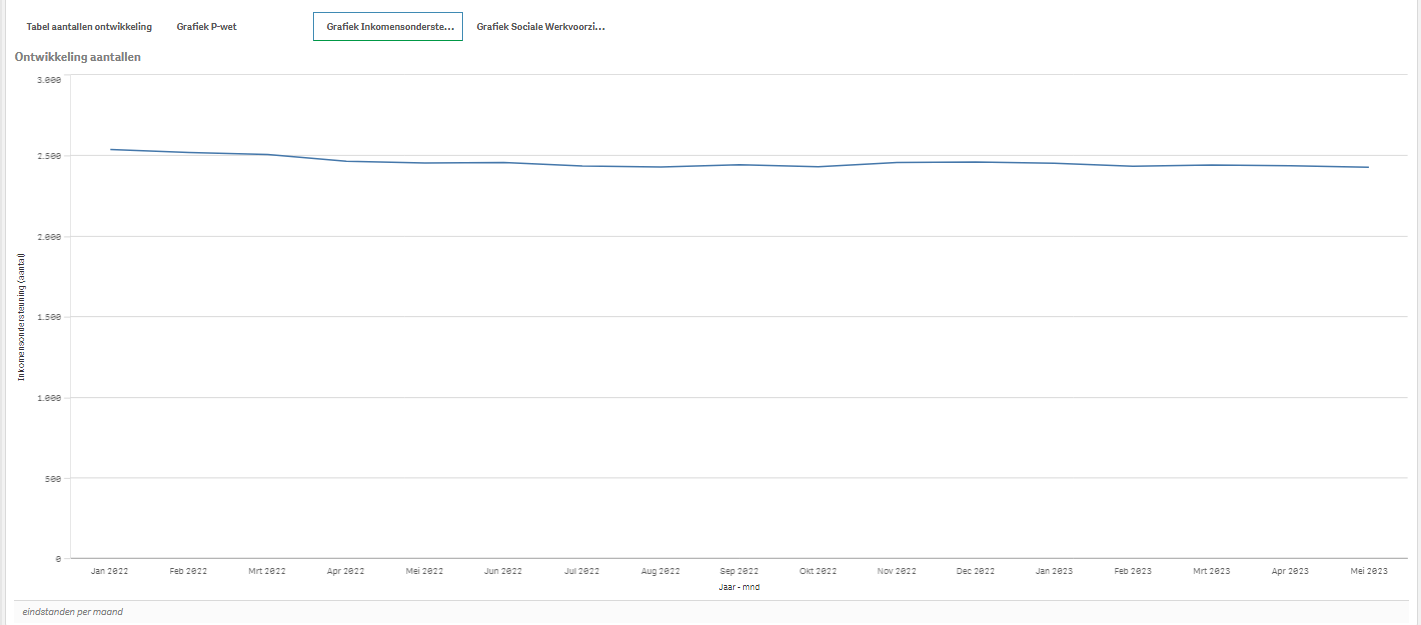 Tabel aantallen ontwikkeling Grafiek P-wet Grafiek Inkomensonderste... Grafiek Sociale Werkvoorzi...
Ontwikkeling aantallen
3.000
2.500
2.000
1.500
1.000
500
0
Inkomensondersteuning (aantal)
Jan 2022 Feb 2022 Mrt 2022 Apr 2022 Mei 2022 Jun 2022 Jul 2022 Aug 2022 Sep 2022 Okt 2022 Nov 2022 Dec 2022 Jan 2023 Feb 2023 Mrt 2023 Apr 2023 Mei 2023
Jaar - mnd
eindstanden per maand